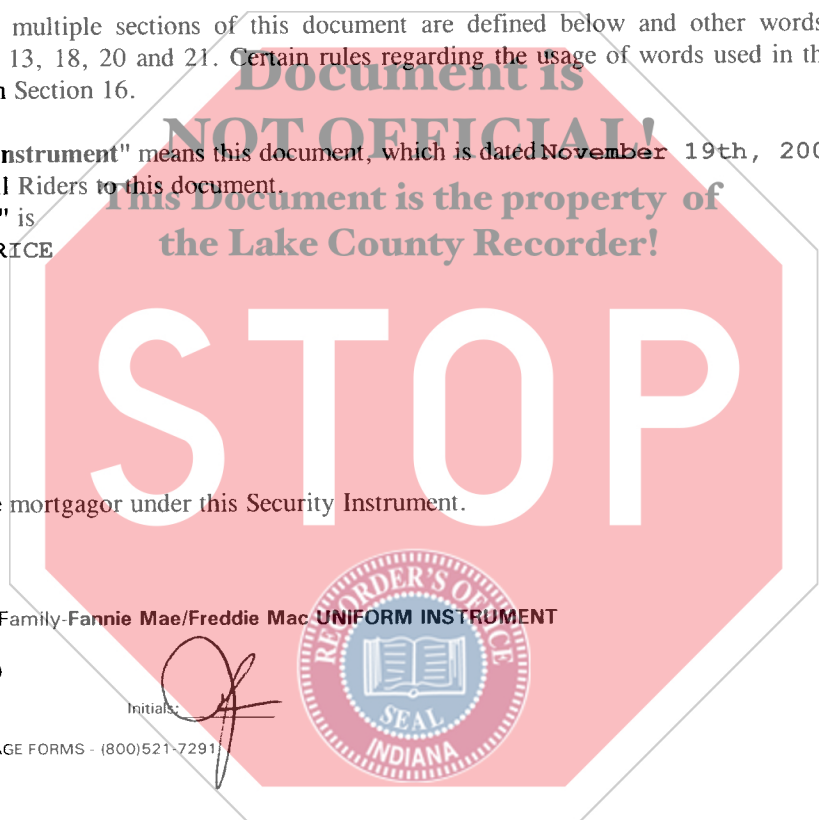 multiple sections of this document are defined below and other words
13, 18, 20 and 21. Certain rules regarding the usage of words used in th
n Section 16.
Document is
NOT OFFICIAL!
nstrument" means this document, which is dated November 19th, 200
l Riders to this document.
This Document is the property of
" is
the Lake County Recorder!
RICE
STOP
e mortgagor under this Security Instrument.
Family-Fannie Mae/Freddie Mac UNIFORM INSTRUMENT
RECORDER'S OFFICE
SEAL
INDIANA
Initials:
AGE FORMS - (800)521-7291